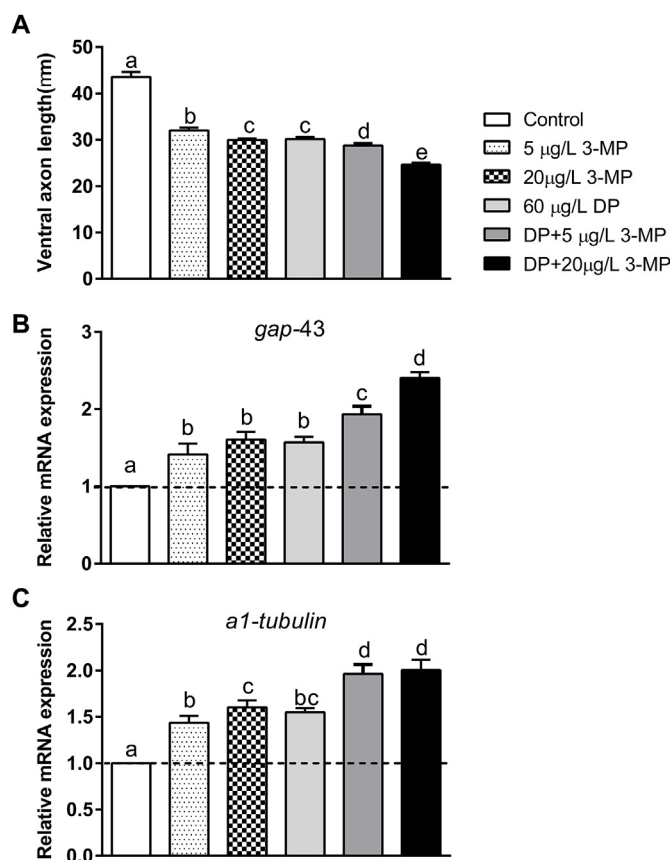 A
Ventral axon length(mm)
50
40
30
20
10
0
a
b
c
c
d
e
Control
5 µg/L 3-MP
20µg/L 3-MP
60 µg/L DP
DP+5 µg/L 3-MP
DP+20µg/L 3-MP
B
gap-43
Relative mRNA expression
3
2
1
0
a
b
b
b
c
d
C
a1-tubulin
Relative mRNA expression
2.5
2.0
1.5
1.0
0.0
a
b
c
bc
d
d